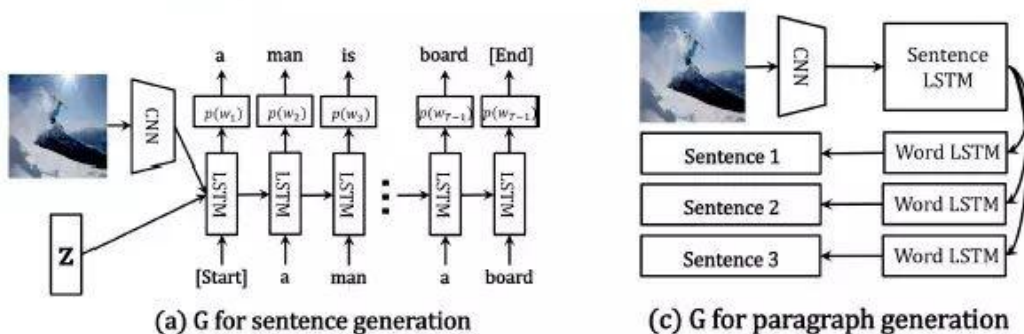 a man is board [End]
CNN
p(w₁) p(w₂) p(w₃) p(w_{T−1}) p(w_{T−1})
LSTM LSTM LSTM LSTM LSTM
Z
[Start] a man a board
(a) G for sentence generation
CNN
Sentence
LSTM
Sentence 1
Word LSTM
Sentence 2
Word LSTM
Sentence 3
Word LSTM
(c) G for paragraph generation